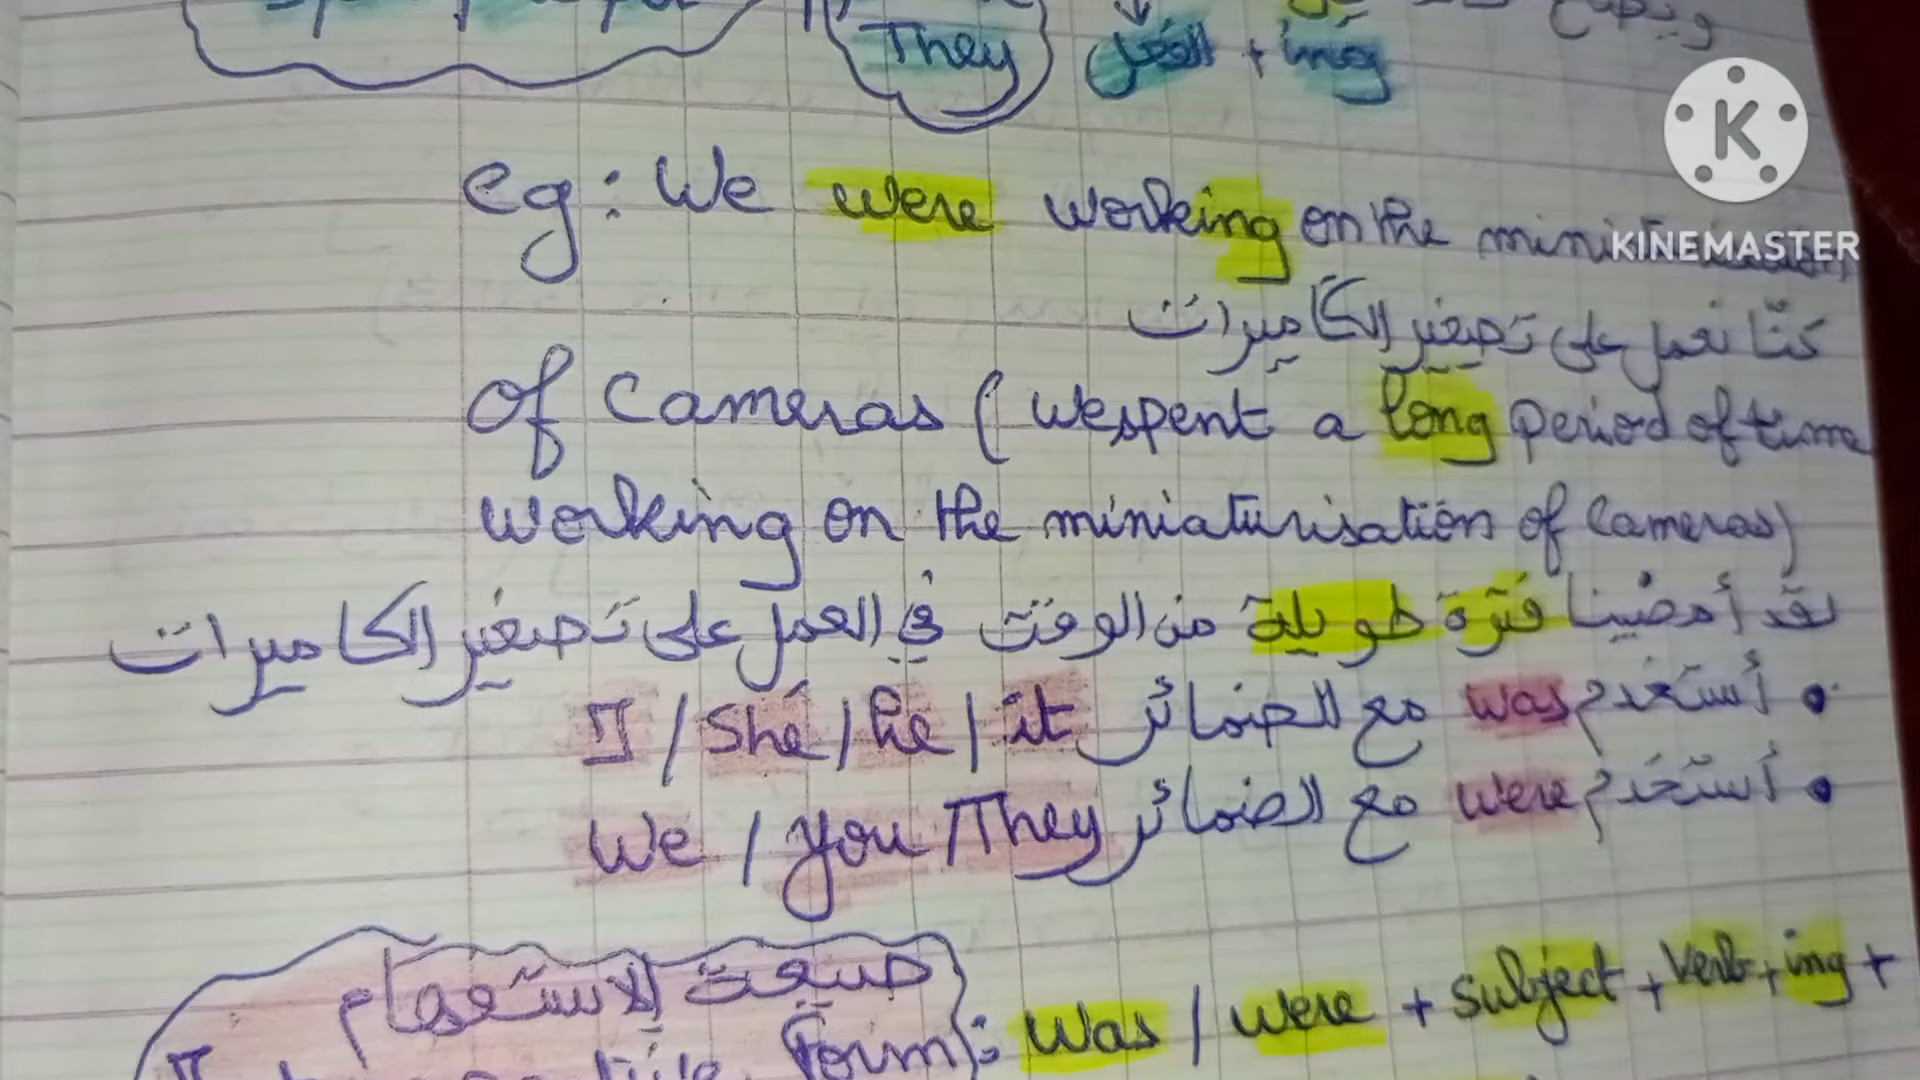 They الفعل + ing
eg: We were working on the
KINEMASTER
كنّا نعمل على تصغير الكاميرات
of cameras (we spent a long period of time
working on the miniaturisation of cameras)
لقد أمضينا فترة طويلة من الوقت في العمل على تصغير الكاميرات
• أستخدم was مع الضمائر I / She / he / it
• أستخدم were مع الضمائر We / you / They
صيغة الاستفهام
Form: Was / were + subject + verb + ing +